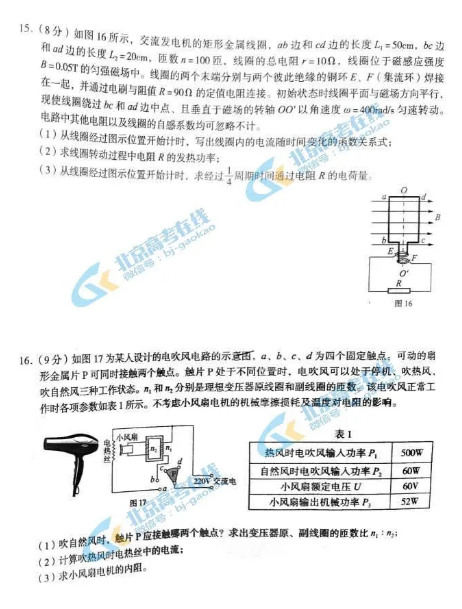 15.(8分)如图16所示，交流发电机的矩形金属线圈，ab边和cd边的长度L₁=50cm，bc边
和ad边的长度L₂=20cm，匝数n=100匝，线圈的总电阻r=10Ω，线圈位于磁感应强度
B=0.05T的匀强磁场中。线圈的两个末端分别与两个彼此绝缘的铜环E、F（集流环）焊接
在一起，并通过电刷与阻值R=90Ω的定值电阻连接。初始状态时线圈平面与磁场方向平行，
现使线圈绕过bc和ad边中点、且垂直于磁场的转轴OO′以角速度ω=400rad/s匀速转动。
电路中其他电阻以及线圈的自感系数均可忽略不计。
(1)从线圈经过图示位置开始计时，写出线圈内的电流随时间变化的函数关系式；
(2)求线圈转动过程中电阻R的发热功率；
(3)从线圈经过图示位置开始计时，求经过1/4周期时间通过电阻R的电荷量。
O
a d
B
b c
E F
O′
R
图16
北京高考在线
微信号：bj-gaokao
16.(9分)如图17为某人设计的电吹风电路的示意图，a、b、c、d为四个固定触点。可动的扇
形金属片P可同时接触两个触点。触片P处于不同位置时，电吹风可以处于停机、吹热风、
吹自然风三种工作状态。n₁和n₂分别是理想变压器原线圈和副线圈的匝数。该电吹风正常工
作时各项参数如表1所示。不考虑小风扇电机的机械摩擦损耗及温度对电阻的影响。
电热丝
小风扇
n₂ n₁
d
c
b
a
220V交流电
图17
表1
热风时电吹风输入功率P₁ 500W
自然风时电吹风输入功率P₂ 60W
小风扇额定电压U 60V
小风扇输出机械功率P₃ 52W
(1)吹自然风时，触片P应接触哪两个触点？求出变压器原、副线圈的匝数比n₁∶n₂；
(2)计算吹热风时电热丝中的电流；
(3)求小风扇电机的内阻。